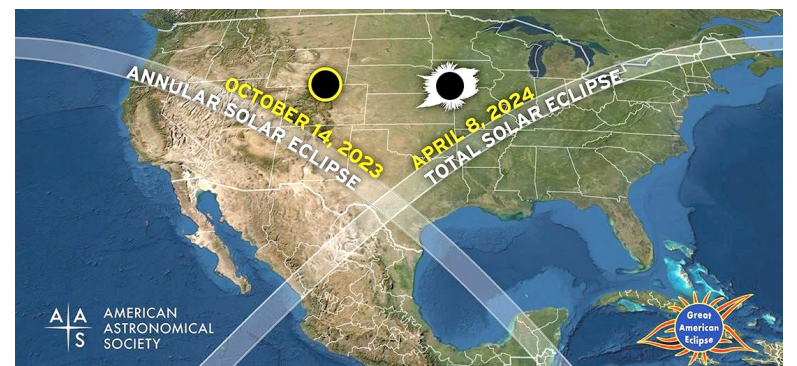 OCTOBER 14, 2023
ANNULAR SOLAR ECLIPSE
APRIL 8, 2024
TOTAL SOLAR ECLIPSE
A A
S
AMERICAN
ASTRONOMICAL
SOCIETY
Great
American
Eclipse